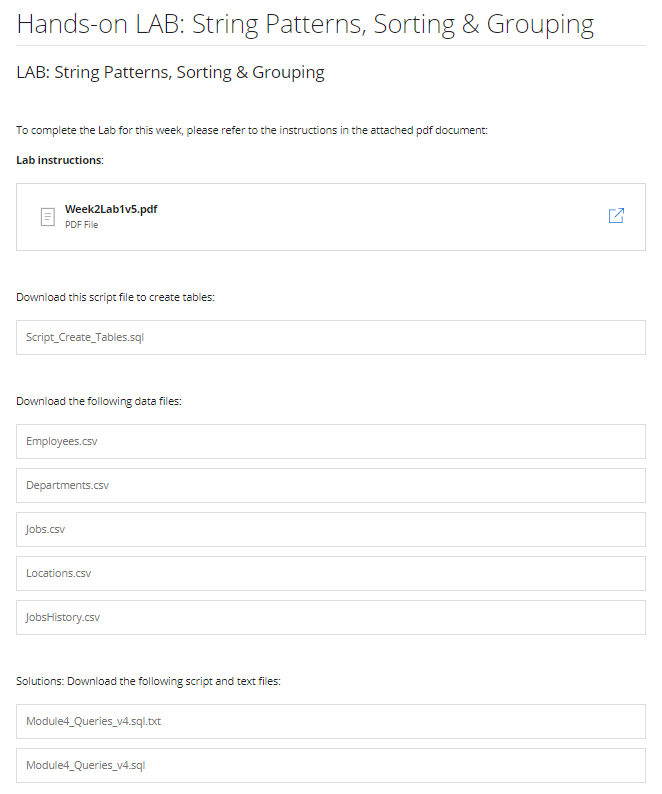 Hands-on LAB: String Patterns, Sorting & Grouping
LAB: String Patterns, Sorting & Grouping
To complete the Lab for this week, please refer to the instructions in the attached pdf document:
Lab instructions:
Week2Lab1v5.pdf
PDF File
Download this script file to create tables:
Script_Create_Tables.sql
Download the following data files:
Employees.csv
Departments.csv
Jobs.csv
Locations.csv
JobsHistory.csv
Solutions: Download the following script and text files:
Module4_Queries_v4.sql.txt
Module4_Queries_v4.sql